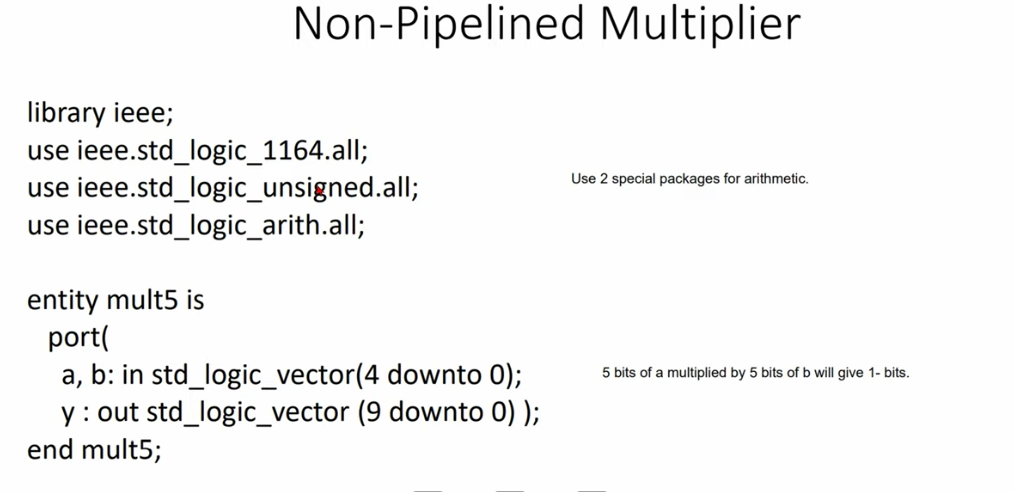 Non-Pipelined Multiplier
library ieee;
use ieee.std_logic_1164.all;
use ieee.std_logic_unsigned.all;
Use 2 special packages for arithmetic.
use ieee.std_logic_arith.all;
entity mult5 is
port(
a, b: in std_logic_vector(4 downto 0);
5 bits of a multiplied by 5 bits of b will give 1- bits.
y : out std_logic_vector (9 downto 0) );
end mult5;